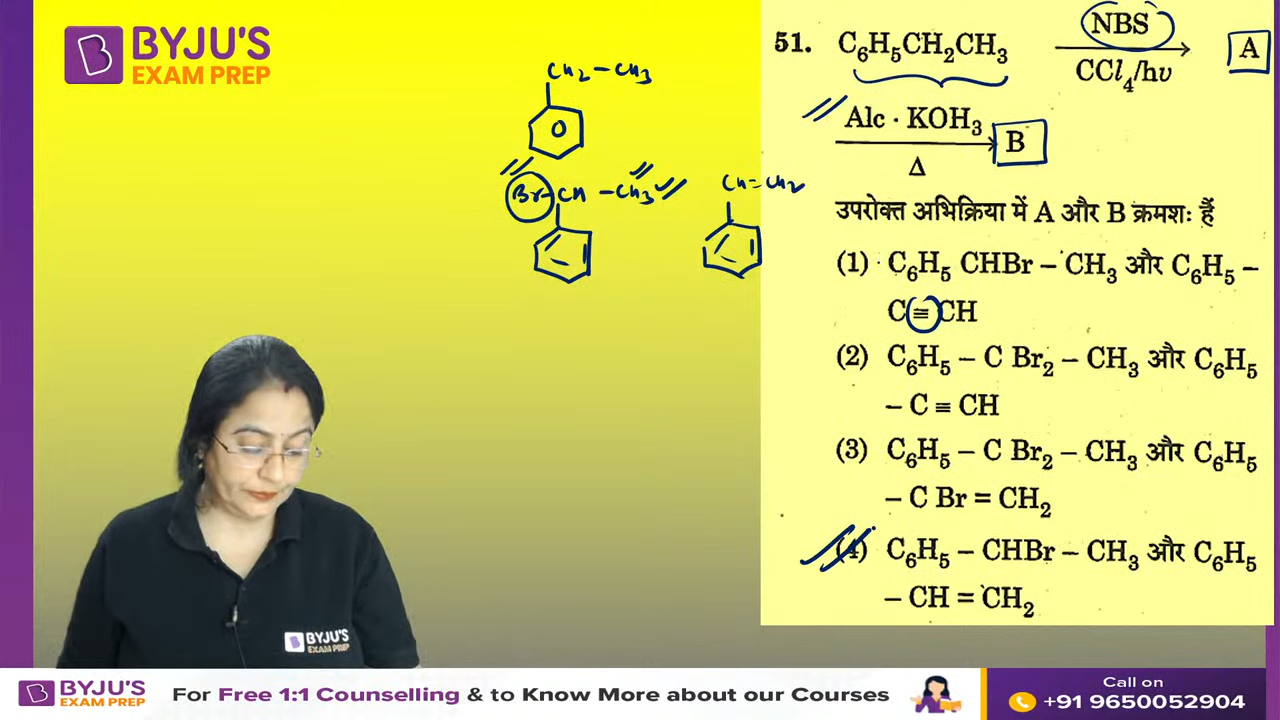 BYJU'S
EXAM PREP
51. C₆H₅CH₂CH₃ NBS A
CCl₄/hν
Alc · KOH₃ B
Δ
उपरोक्त अभिक्रिया में A और B क्रमशः हैं
(1) C₆H₅ CHBr – CH₃ और C₆H₅ –
C ≡ CH
(2) C₆H₅ – C Br₂ – CH₃ और C₆H₅
– C ≡ CH
(3) C₆H₅ – C Br₂ – CH₃ और C₆H₅
– C Br = CH₂
(4) C₆H₅ – CHBr – CH₃ और C₆H₅
– CH = CH₂
CH₂ – CH₃
Br – CH – CH₃
CH = CH₂
BYJU'S
EXAM PREP
BYJU'S
EXAM PREP
For Free 1:1 Counselling & to Know More about our Courses
Call on
+91 9650052904